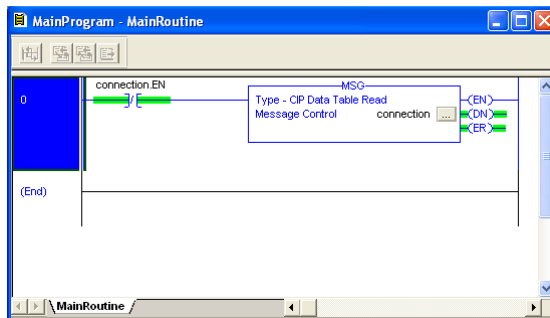 MainProgram - MainRoutine
connection.EN
MSG
0
Type - CIP Data Table Read
Message Control connection ...
(EN)
(DN)
(ER)
(End)
MainRoutine